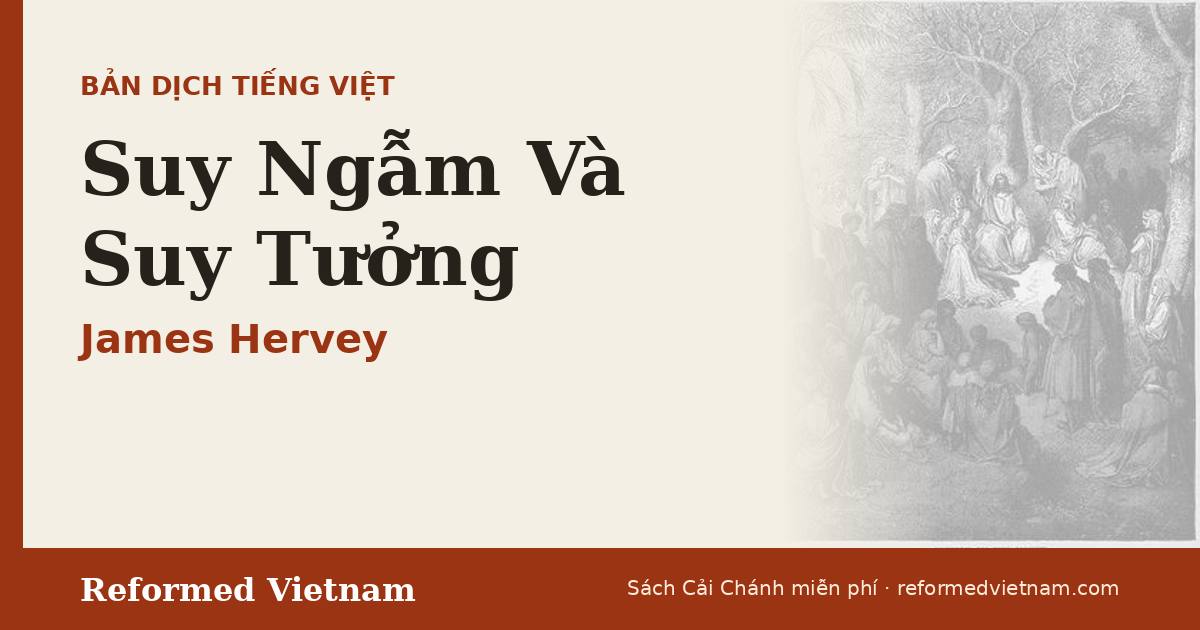 BẢN DỊCH TIẾNG VIỆT
Suy Ngẫm Và
Suy Tưởng
James Hervey
Reformed Vietnam
Sách Cải Chánh miễn phí · reformedvietnam.com